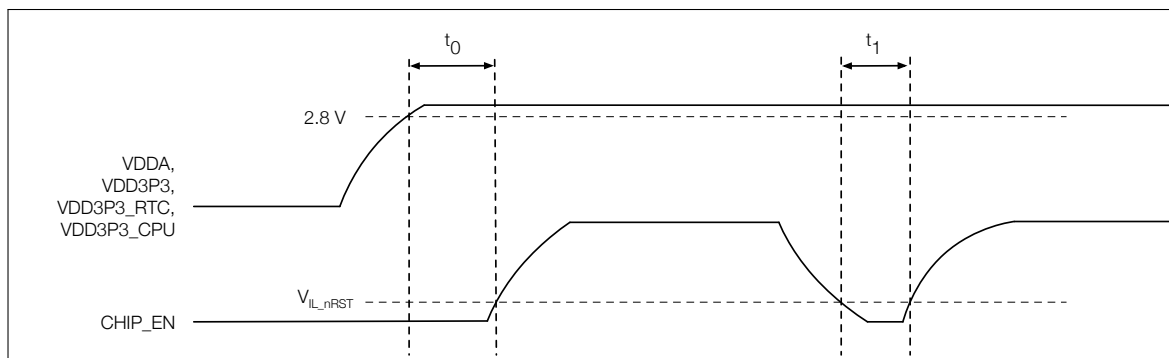 t0
t1
2.8 V
VDDA,
VDD3P3,
VDD3P3_RTC,
VDD3P3_CPU
VIL_nRST
CHIP_EN